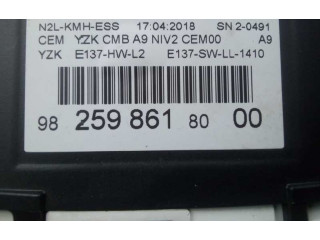 N2L-KMH-ESS 17:04:2018 SN 2-0491
CEM YZK CMB A9 NIV2 CEM00 A9
YZK E137-HW-L2 E137-SW-LL-1410
98 259 861 80 00